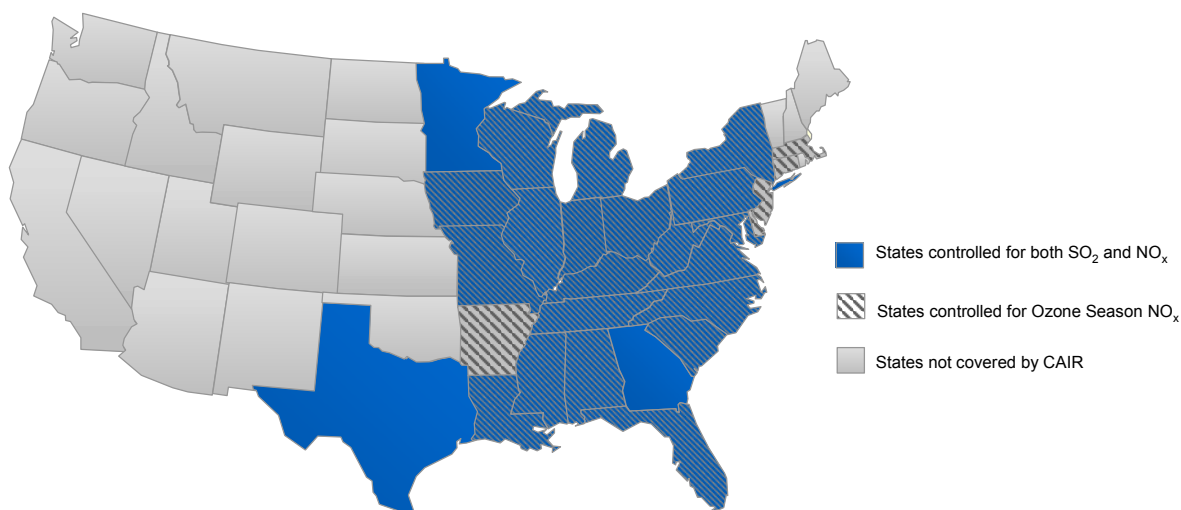 States controlled for both SO₂ and NOₓ
States controlled for Ozone Season NOₓ
States not covered by CAIR